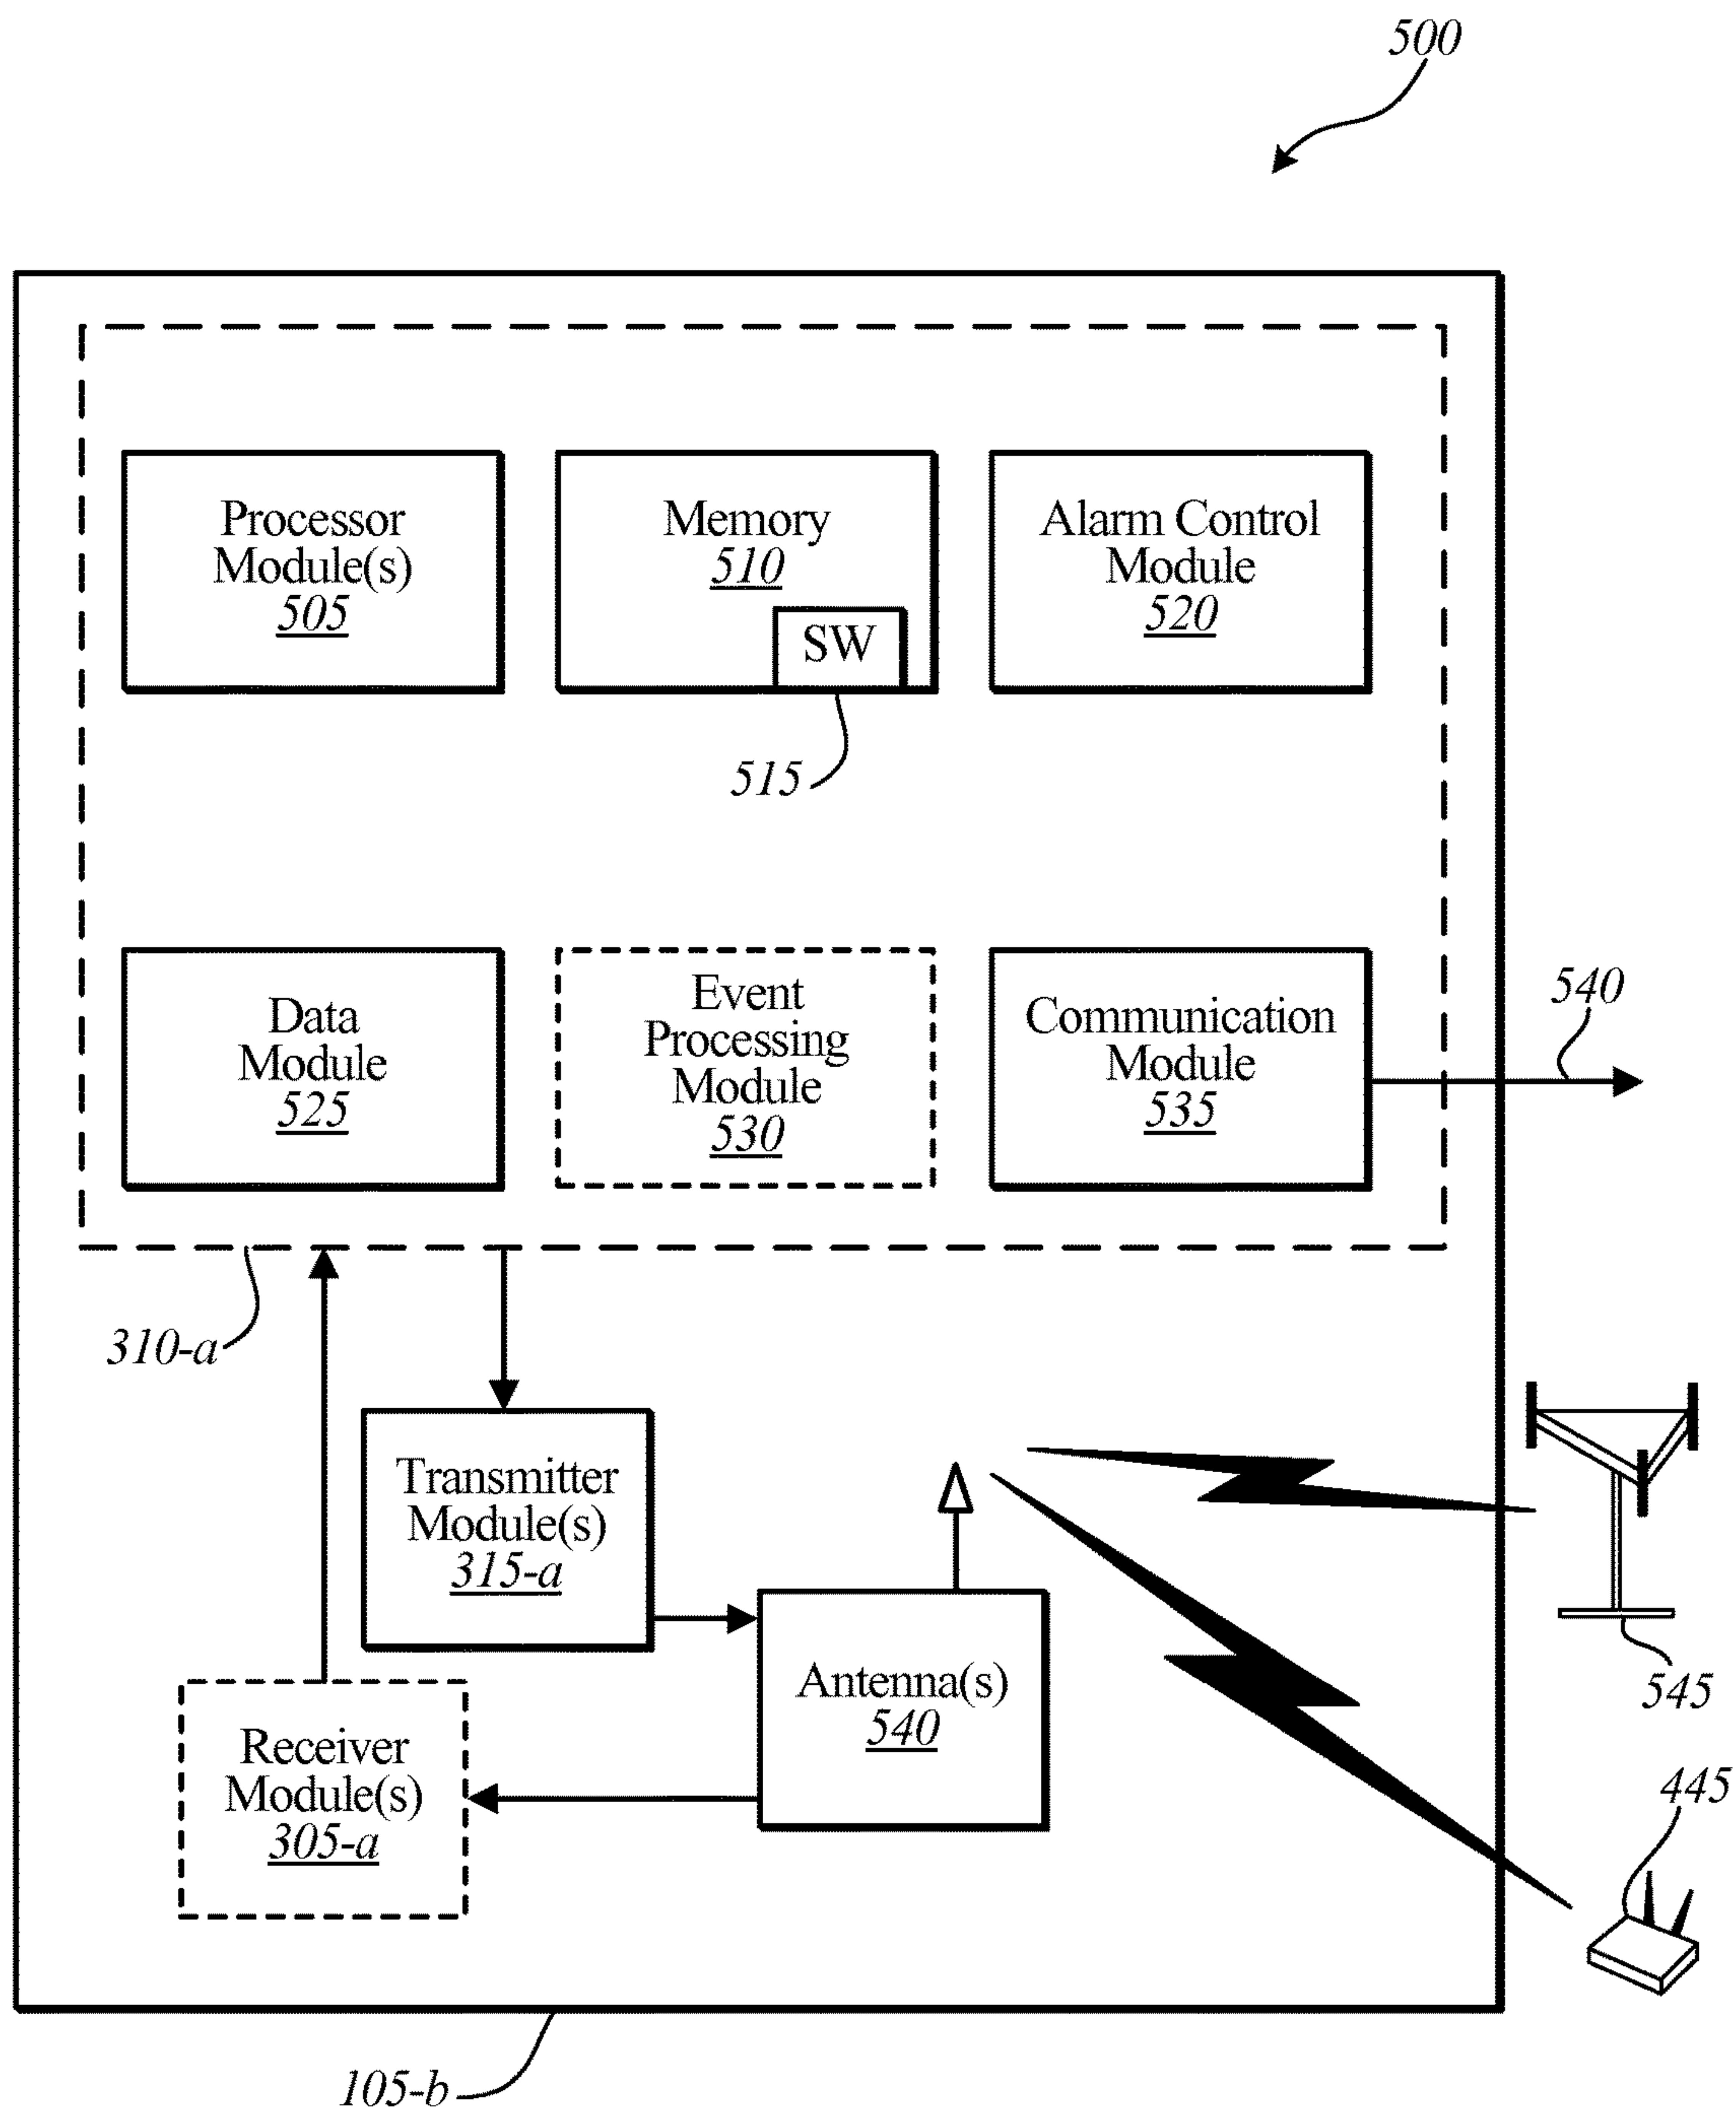 500
Processor
Module(s)
505
Memory
510
SW
515
Alarm Control
Module
520
Data
Module
525
Event
Processing
Module
530
Communication
Module
535
540
310-a
Transmitter
Module(s)
315-a
Antenna(s)
540
Receiver
Module(s)
305-a
545
445
105-b